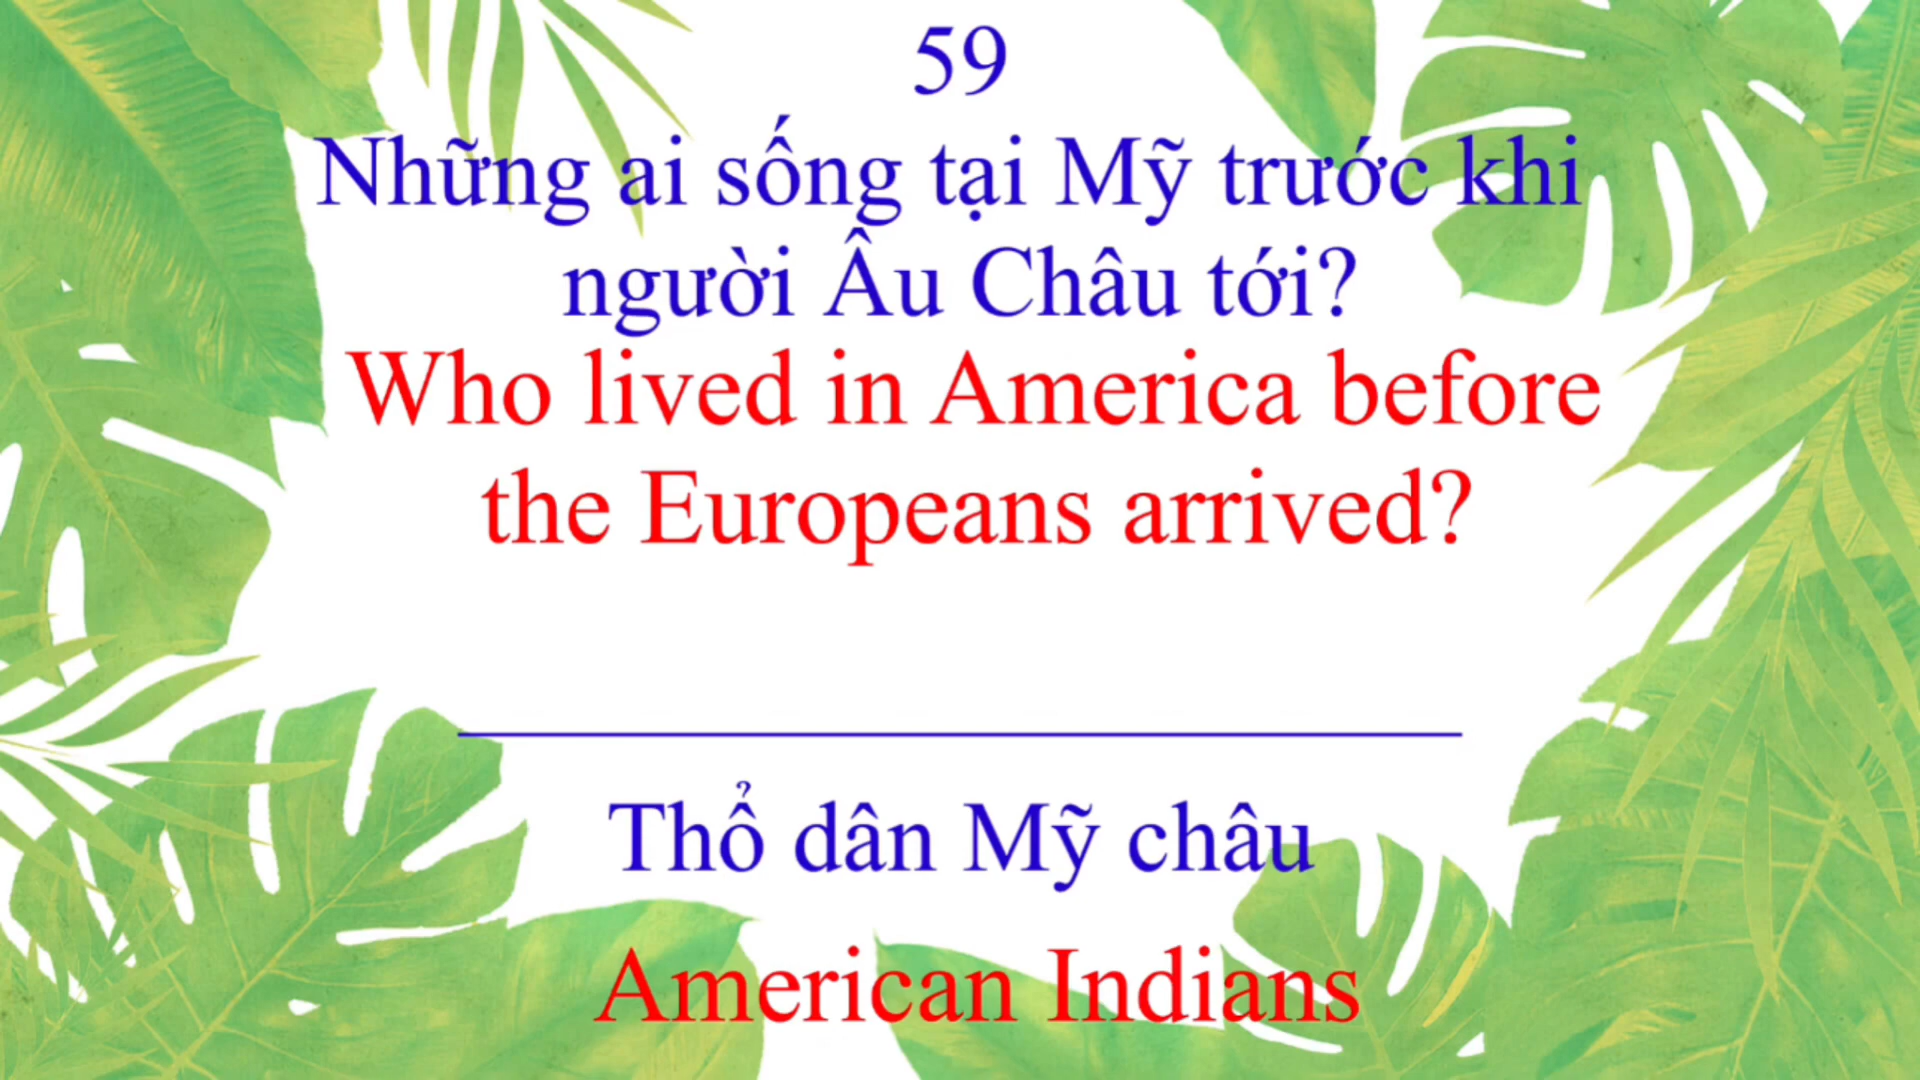 59
Những ai sống tại Mỹ trước khi
người Âu Châu tới?
Who lived in America before
the Europeans arrived?
Thổ dân Mỹ châu
American Indians